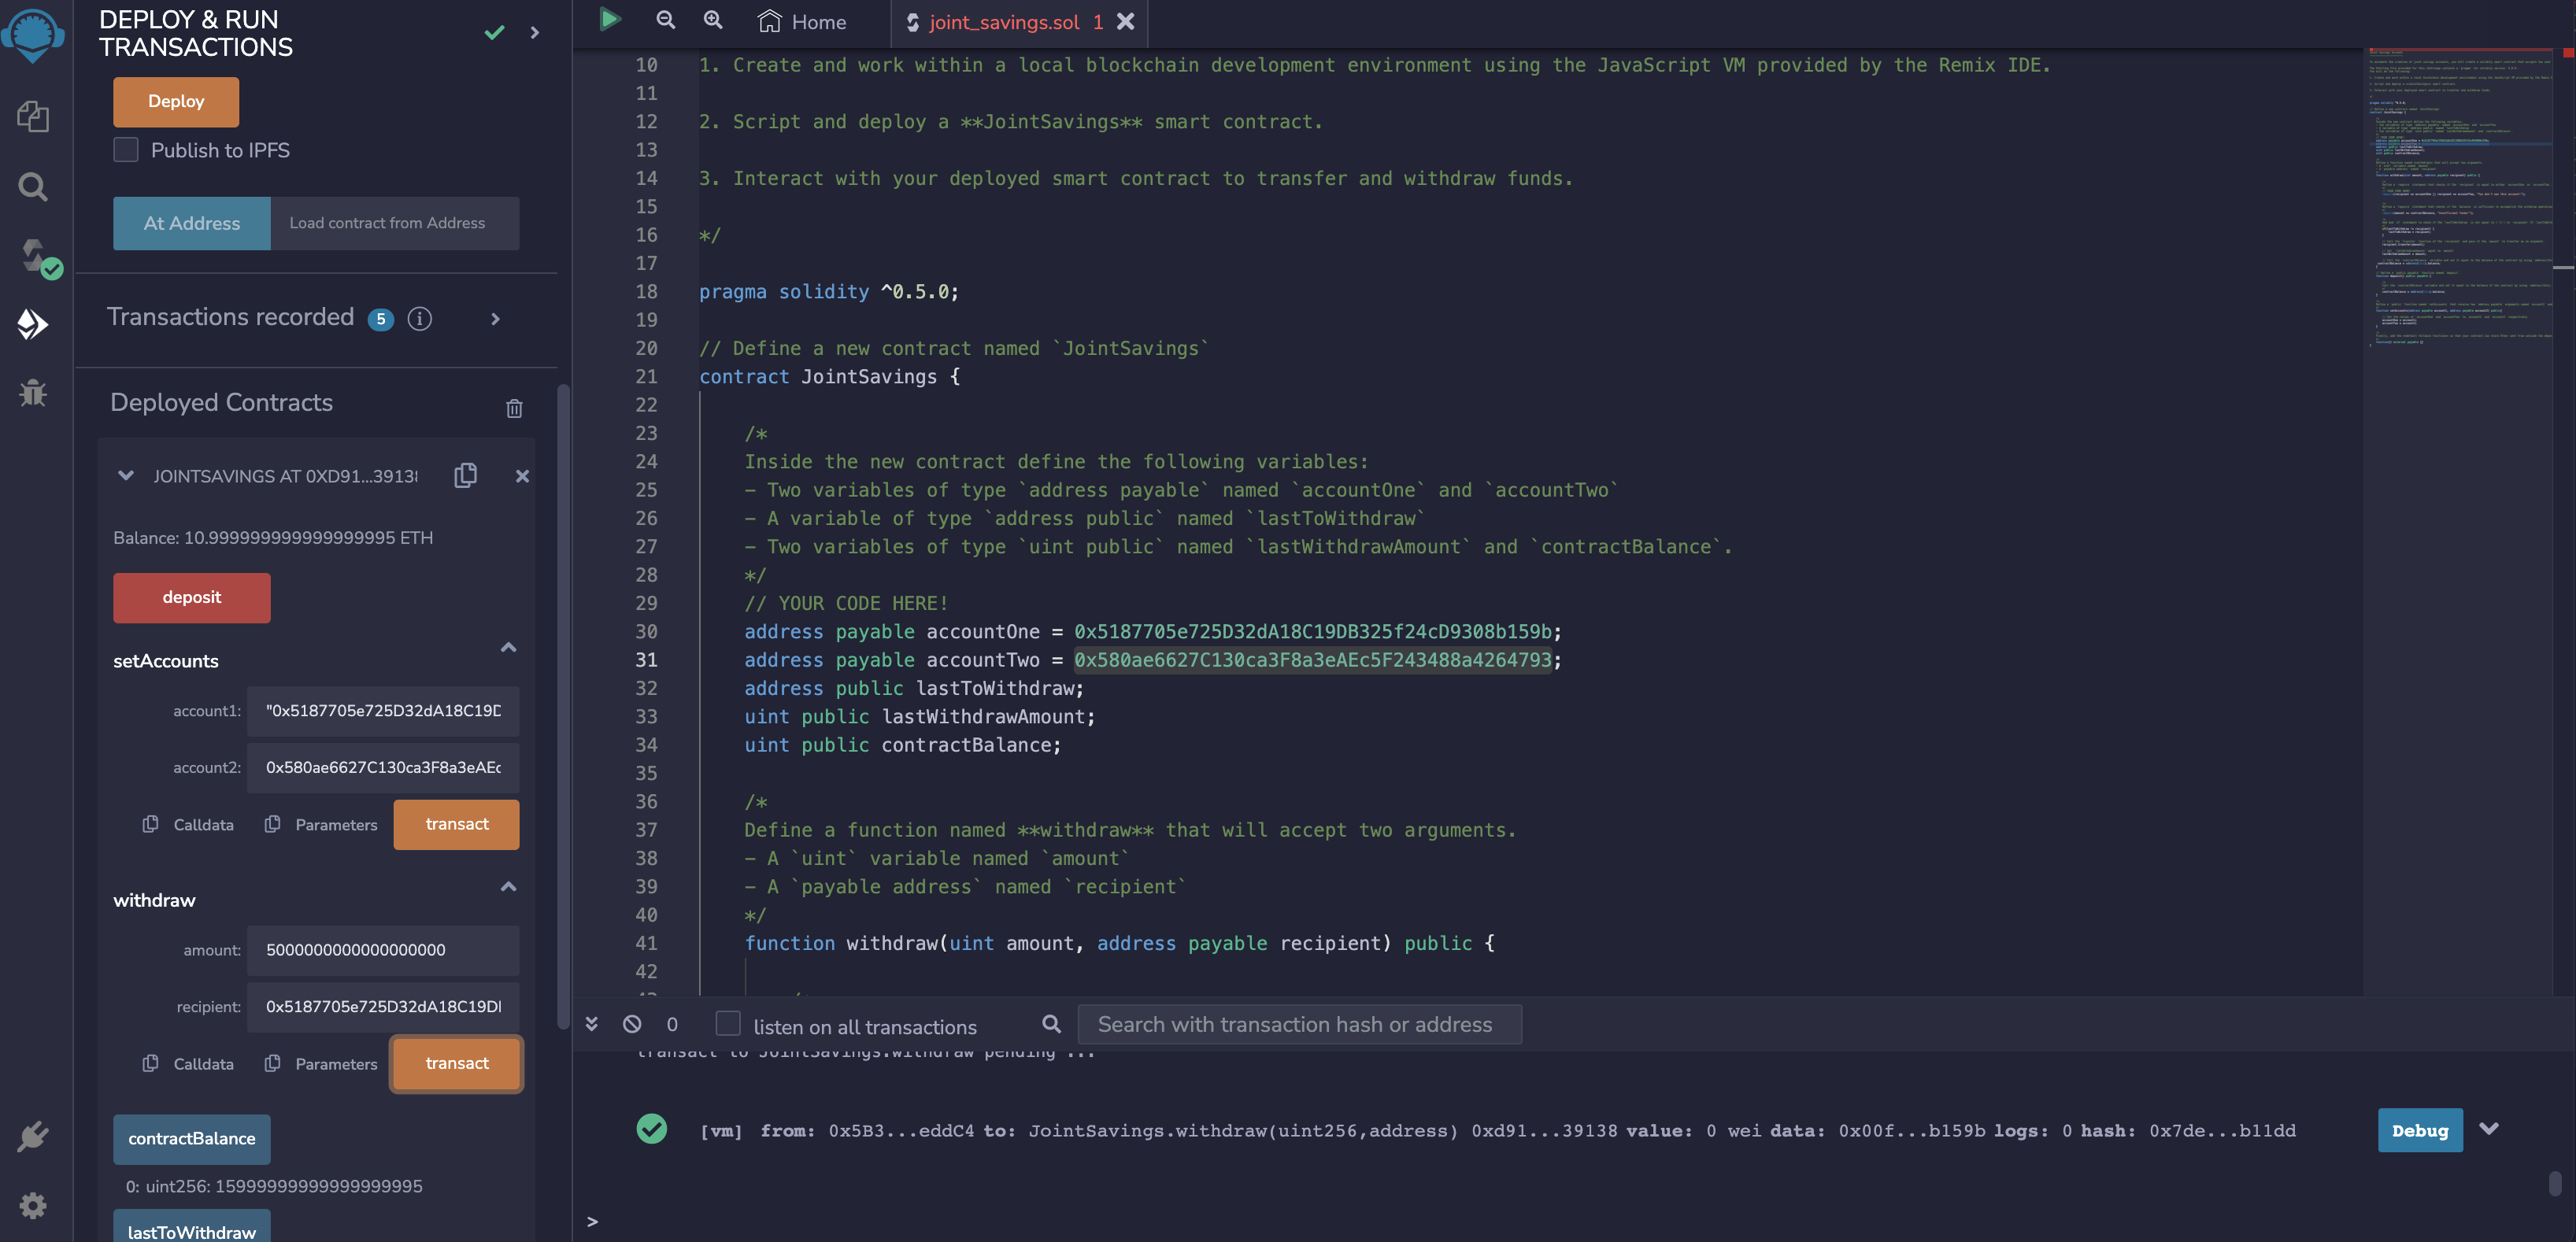 DEPLOY & RUN
TRANSACTIONS
Deploy
Publish to IPFS
At Address
Load contract from Address
Transactions recorded 5 i
Deployed Contracts
JOINTSAVINGS AT 0XD91...3913
Balance: 10.999999999999999995 ETH
deposit
setAccounts
account1: "0x5187705e725D32dA18C19D
account2: 0x580ae6627C130ca3F8a3eAEc
Calldata Parameters transact
withdraw
amount: 5000000000000000000
recipient: 0x5187705e725D32dA18C19D
Calldata Parameters transact
contractBalance
0: uint256: 15999999999999999995
lastToWithdraw
Home
joint_savings.sol 1
10 1. Create and work within a local blockchain development environment using the JavaScript VM provided by the Remix IDE.
11
12 2. Script and deploy a **JointSavings** smart contract.
13
14 3. Interact with your deployed smart contract to transfer and withdraw funds.
15
16 */
17
18 pragma solidity ^0.5.0;
19
20 // Define a new contract named `JointSavings`
21 contract JointSavings {
22
23 /*
24 Inside the new contract define the following variables:
25 - Two variables of type `address payable` named `accountOne` and `accountTwo`
26 - A variable of type `address public` named `lastToWithdraw`
27 - Two variables of type `uint public` named `lastWithdrawAmount` and `contractBalance`.
28 */
29 // YOUR CODE HERE!
30 address payable accountOne = 0x5187705e725D32dA18C19DB325f24cD9308b159b;
31 address payable accountTwo = 0x580ae6627C130ca3F8a3eAEc5F243488a4264793;
32 address public lastToWithdraw;
33 uint public lastWithdrawAmount;
34 uint public contractBalance;
35
36 /*
37 Define a function named **withdraw** that will accept two arguments.
38 - A `uint` variable named `amount`
39 - A `payable address` named `recipient`
40 */
41 function withdraw(uint amount, address payable recipient) public {
42
0 listen on all transactions Search with transaction hash or address
transact to JointSavings.withdraw pending ...
[vm] from: 0x5B3...eddC4 to: JointSavings.withdraw(uint256,address) 0xd91...39138 value: 0 wei data: 0x00f...b159b logs: 0 hash: 0x7de...b11dd
Debug
>